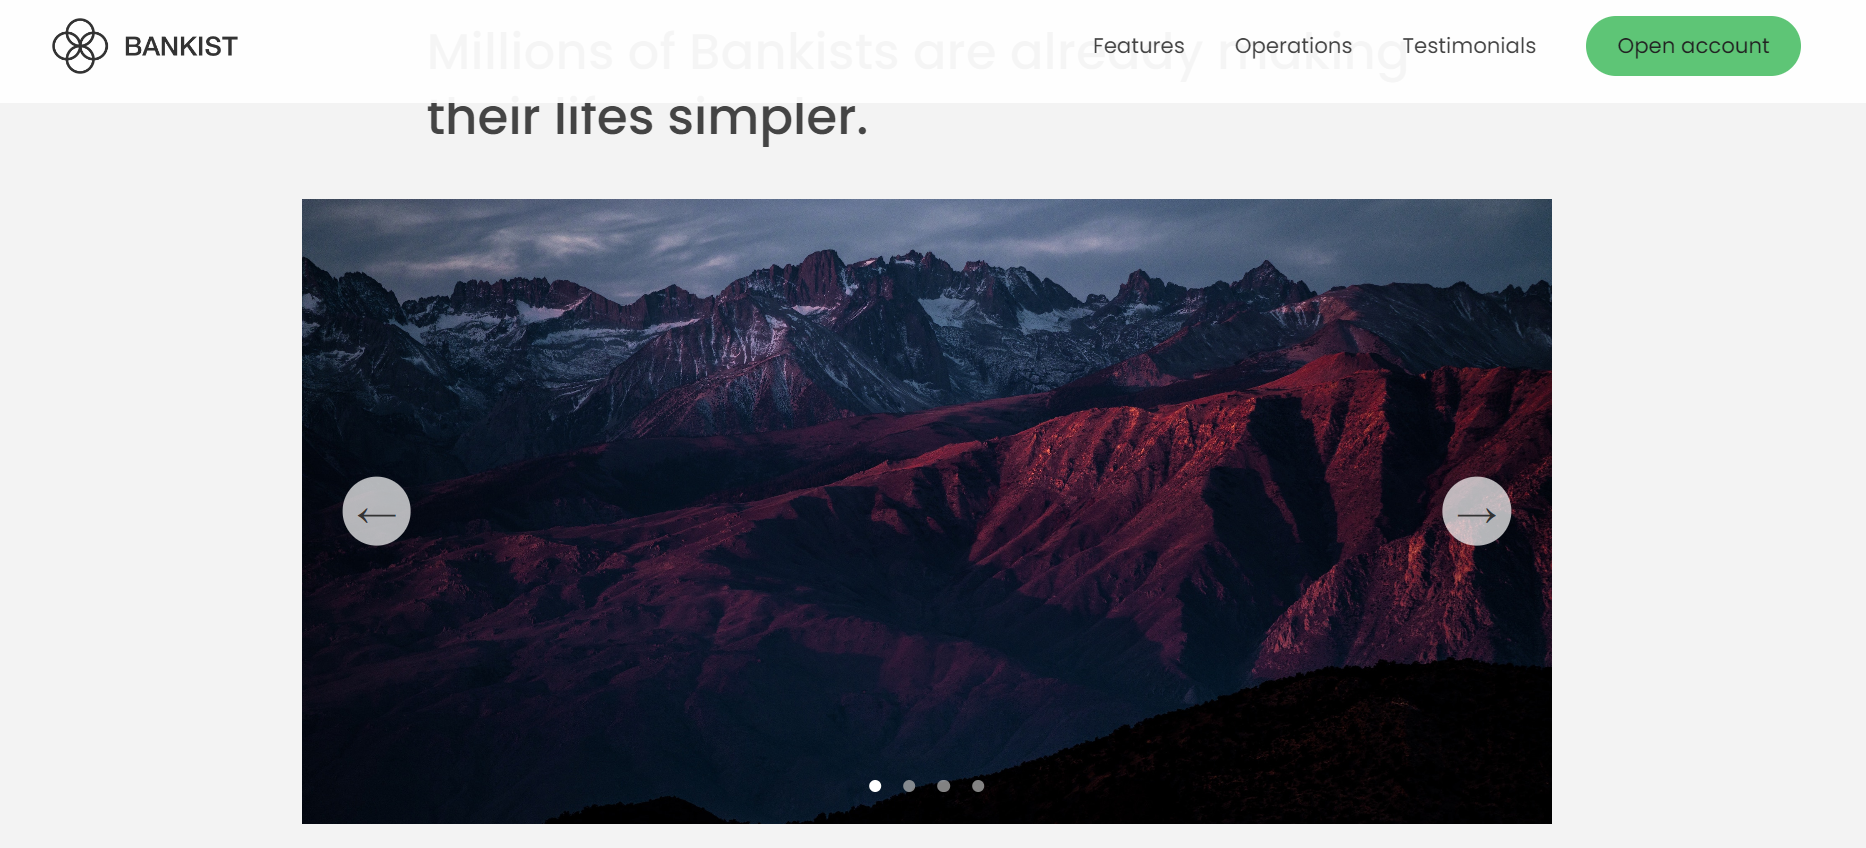 BANKIST
Features
Operations
Testimonials
Open account
Millions of Bankists are already making
their lifes simpler.
←
→